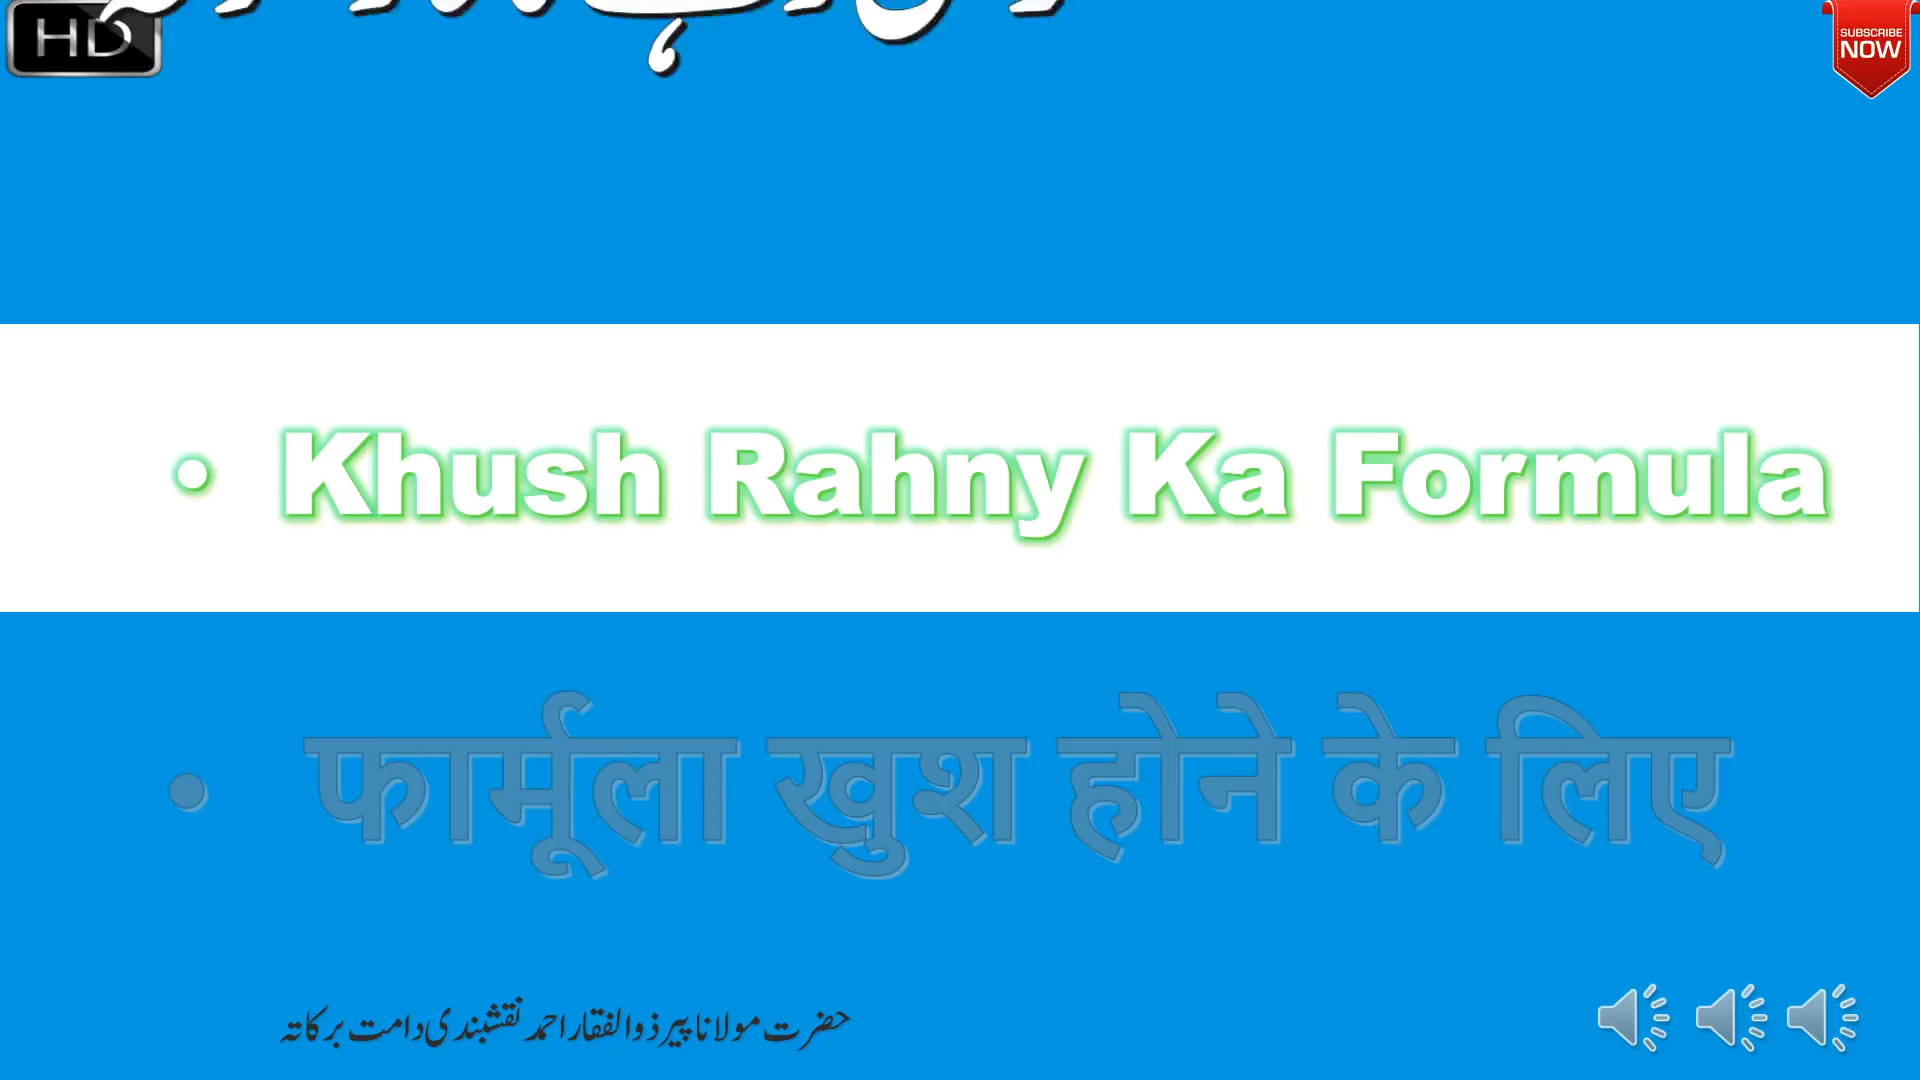 HD
SUBSCRIBE
NOW
• Khush Rahny Ka Formula
• फार्मूला खुश होने के लिए
حضرت مولانا پیر ذوالفقار احمد نقشبندی دامت برکاتہ